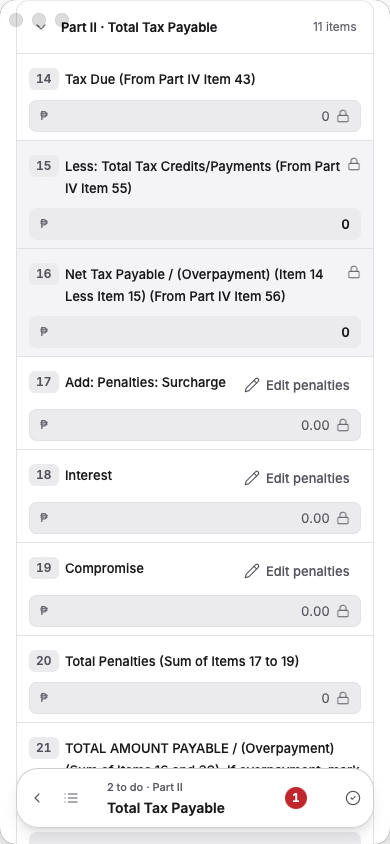 Part II · Total Tax Payable
11 items
14 Tax Due (From Part IV Item 43)
₱ 0
15 Less: Total Tax Credits/Payments (From Part
IV Item 55)
₱ 0
16 Net Tax Payable / (Overpayment) (Item 14
Less Item 15) (From Part IV Item 56)
₱ 0
17 Add: Penalties: Surcharge Edit penalties
₱ 0.00
18 Interest Edit penalties
₱ 0.00
19 Compromise Edit penalties
₱ 0.00
20 Total Penalties (Sum of Items 17 to 19)
₱ 0
21 TOTAL AMOUNT PAYABLE / (Overpayment)
2 to do · Part II
Total Tax Payable
1